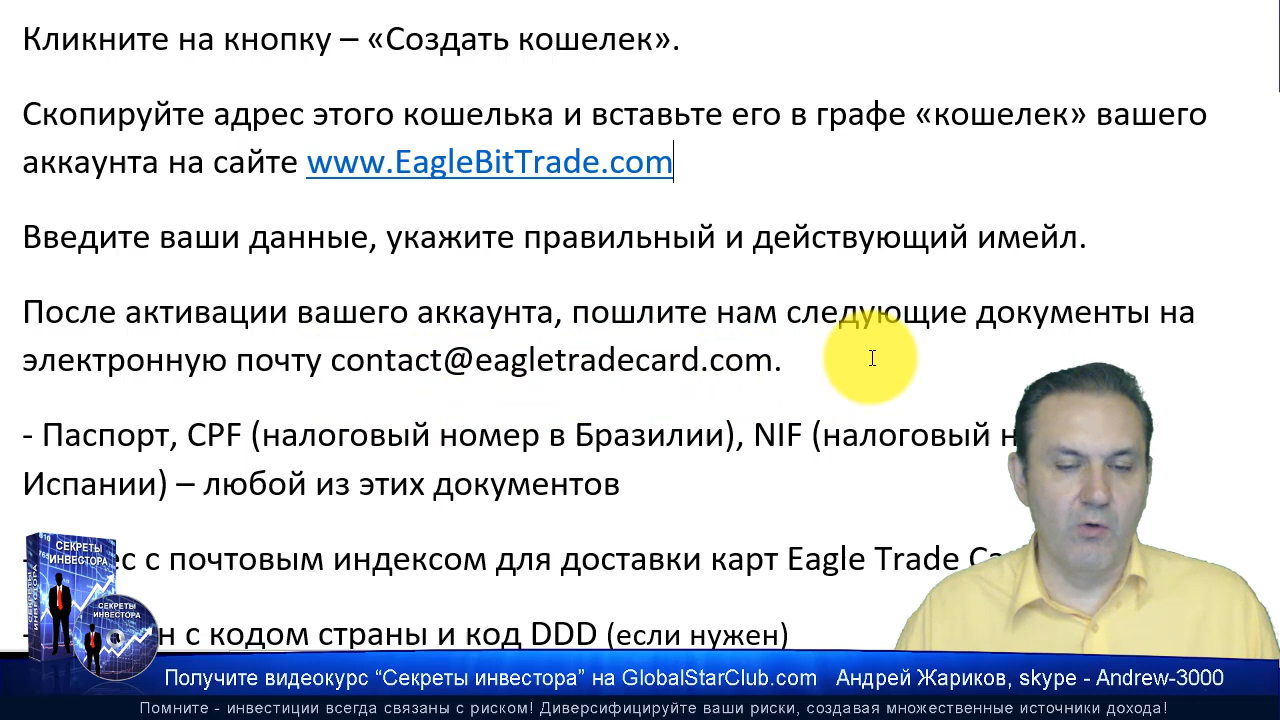 Кликните на кнопку – «Создать кошелек».
Скопируйте адрес этого кошелька и вставьте его в графе «кошелек» вашего
аккаунта на сайте www.EagleBitTrade.com
Введите ваши данные, укажите правильный и действующий имейл.
После активации вашего аккаунта, пошлите нам следующие документы на
электронную почту contact@eagletradecard.com.
- Паспорт, CPF (налоговый номер в Бразилии), NIF (налоговый
Испании) – любой из этих документов
с почтовым индексом для доставки карт Eagle Trade
с кодом страны и код DDD (если нужен)
СЕКРЕТЫ
ИНВЕСТОРА
СЕКРЕТЫ
ИНВЕСТОРА
Получите видеокурс “Секреты инвестора” на GlobalStarClub.com Андрей Жариков, skype - Andrew-3000
Помните - инвестиции всегда связаны с риском! Диверсифицируйте ваши риски, создавая множественные источники дохода!